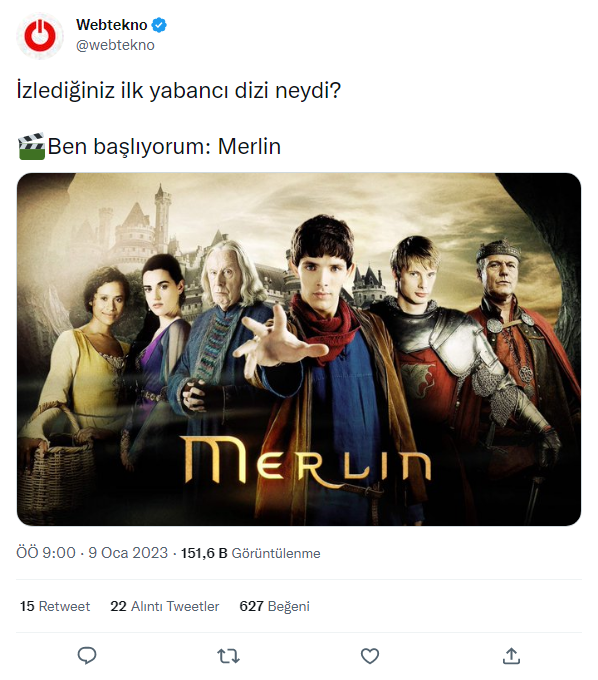 Webtekno
@webtekno
İzlediğiniz ilk yabancı dizi neydi?
Ben başlıyorum: Merlin
MERLIN
ÖÖ 9:00 · 9 Oca 2023 · 151,6 B Görüntülenme
15 Retweet 22 Alıntı Tweetler 627 Beğeni